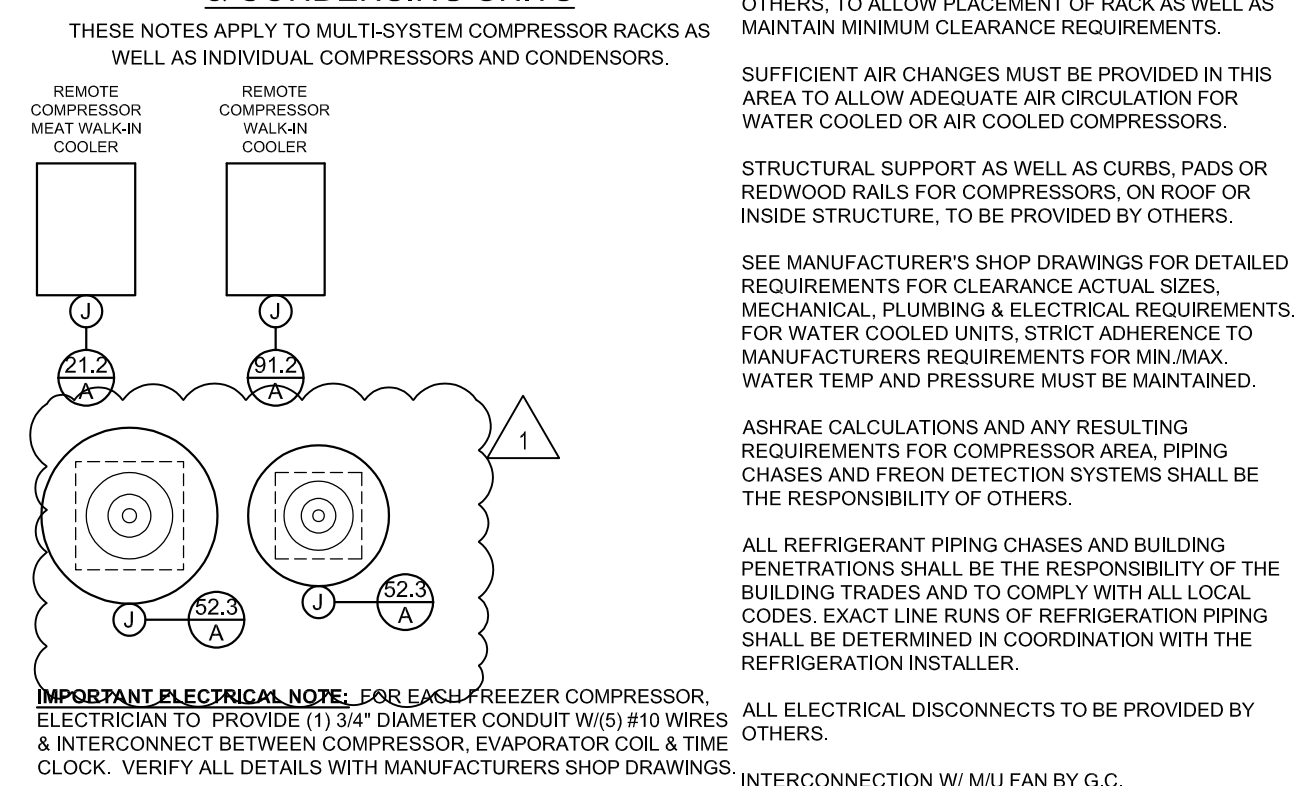 & CONDENSING UNITS
THESE NOTES APPLY TO MULTI-SYSTEM COMPRESSOR RACKS AS
WELL AS INDIVIDUAL COMPRESSORS AND CONDENSORS.
REMOTE
COMPRESSOR
MEAT WALK-IN
COOLER
REMOTE
COMPRESSOR
WALK-IN
COOLER
J
J
21.2
A
91.2
A
1
J
52.3
A
J
52.3
A
IMPORTANT ELECTRICAL NOTE: FOR EACH FREEZER COMPRESSOR,
ELECTRICIAN TO PROVIDE (1) 3/4" DIAMETER CONDUIT W/(5) #10 WIRES
& INTERCONNECT BETWEEN COMPRESSOR, EVAPORATOR COIL & TIME
CLOCK. VERIFY ALL DETAILS WITH MANUFACTURERS SHOP DRAWINGS.
OTHERS, TO ALLOW PLACEMENT OF RACK AS WELL AS
MAINTAIN MINIMUM CLEARANCE REQUIREMENTS.
SUFFICIENT AIR CHANGES MUST BE PROVIDED IN THIS
AREA TO ALLOW ADEQUATE AIR CIRCULATION FOR
WATER COOLED OR AIR COOLED COMPRESSORS.
STRUCTURAL SUPPORT AS WELL AS CURBS, PADS OR
REDWOOD RAILS FOR COMPRESSORS, ON ROOF OR
INSIDE STRUCTURE, TO BE PROVIDED BY OTHERS.
SEE MANUFACTURER'S SHOP DRAWINGS FOR DETAILED
REQUIREMENTS FOR CLEARANCE ACTUAL SIZES,
MECHANICAL, PLUMBING & ELECTRICAL REQUIREMENTS.
FOR WATER COOLED UNITS, STRICT ADHERENCE TO
MANUFACTURERS REQUIREMENTS FOR MIN./MAX.
WATER TEMP AND PRESSURE MUST BE MAINTAINED.
ASHRAE CALCULATIONS AND ANY RESULTING
REQUIREMENTS FOR COMPRESSOR AREA, PIPING
CHASES AND FREON DETECTION SYSTEMS SHALL BE
THE RESPONSIBILITY OF OTHERS.
ALL REFRIGERANT PIPING CHASES AND BUILDING
PENETRATIONS SHALL BE THE RESPONSIBILITY OF THE
BUILDING TRADES AND TO COMPLY WITH ALL LOCAL
CODES. EXACT LINE RUNS OF REFRIGERATION PIPING
SHALL BE DETERMINED IN COORDINATION WITH THE
REFRIGERATION INSTALLER.
ALL ELECTRICAL DISCONNECTS TO BE PROVIDED BY
OTHERS.
INTERCONNECTION W/ M/U FAN BY G.C.